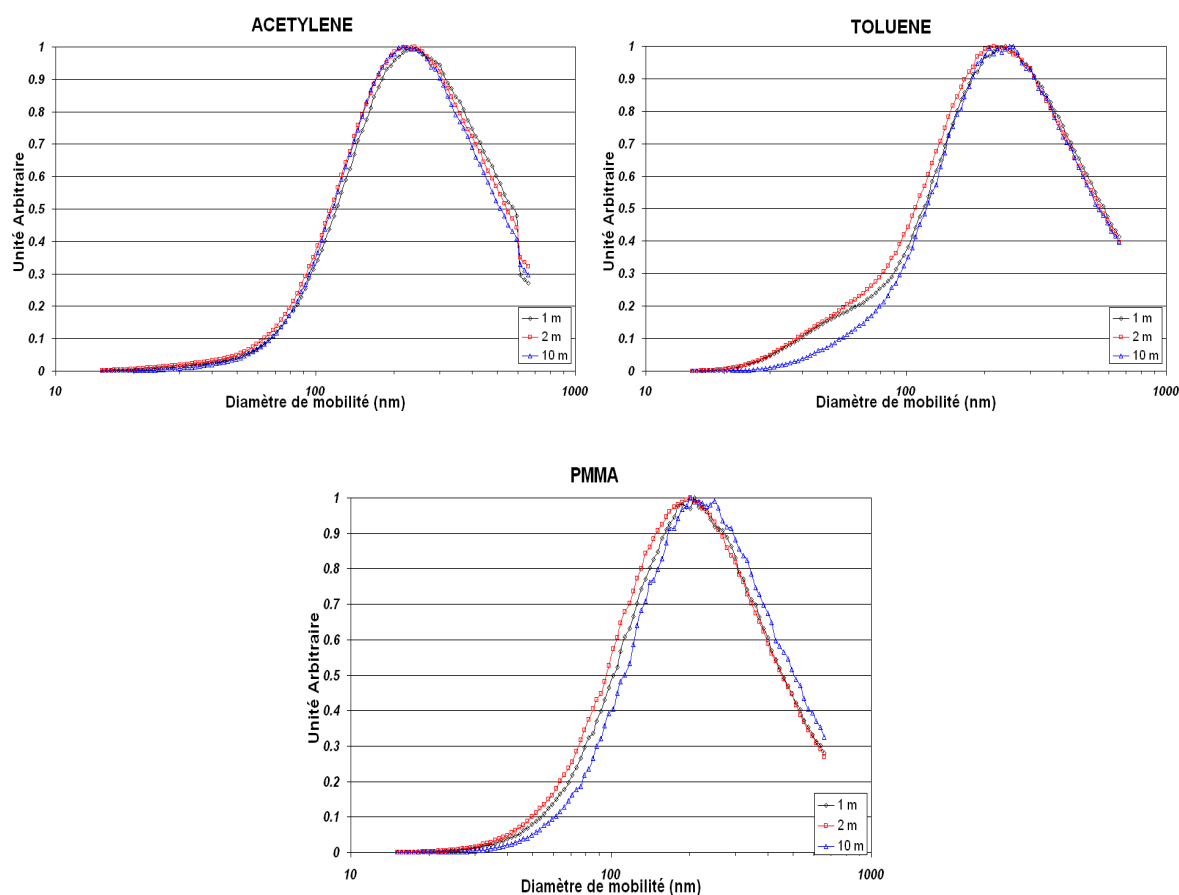 ACETYLENE
1
0.9
0.8
0.7
0.6
0.5
0.4
0.3
0.2
0.1
0
Unité Arbitraire
10
100
1000
Diamètre de mobilité (nm)
1 m
2 m
10 m
TOLUENE
1
0.9
0.8
0.7
0.6
0.5
0.4
0.3
0.2
0.1
0
Unité Arbitraire
10
100
1000
Diamètre de mobilité (nm)
1 m
2 m
10 m
PMMA
1
0.9
0.8
0.7
0.6
0.5
0.4
0.3
0.2
0.1
0
Unité Arbitraire
10
100
1000
Diamètre de mobilité (nm)
1 m
2 m
10 m